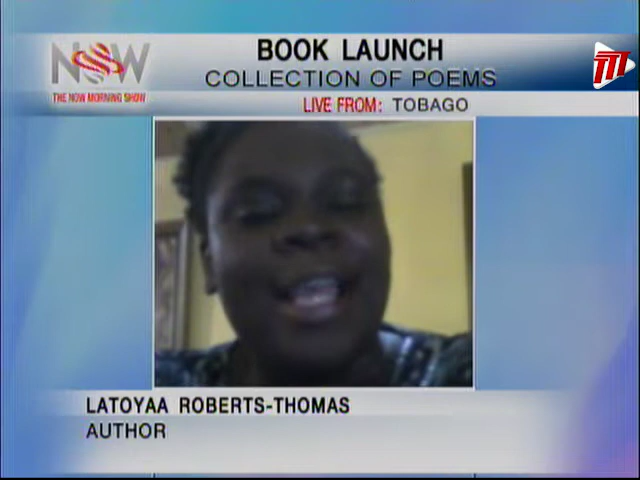 NOW
THE NOW MORNING SHOW
BOOK LAUNCH
COLLECTION OF POEMS
LIVE FROM: TOBAGO
LATOYAA ROBERTS-THOMAS
AUTHOR